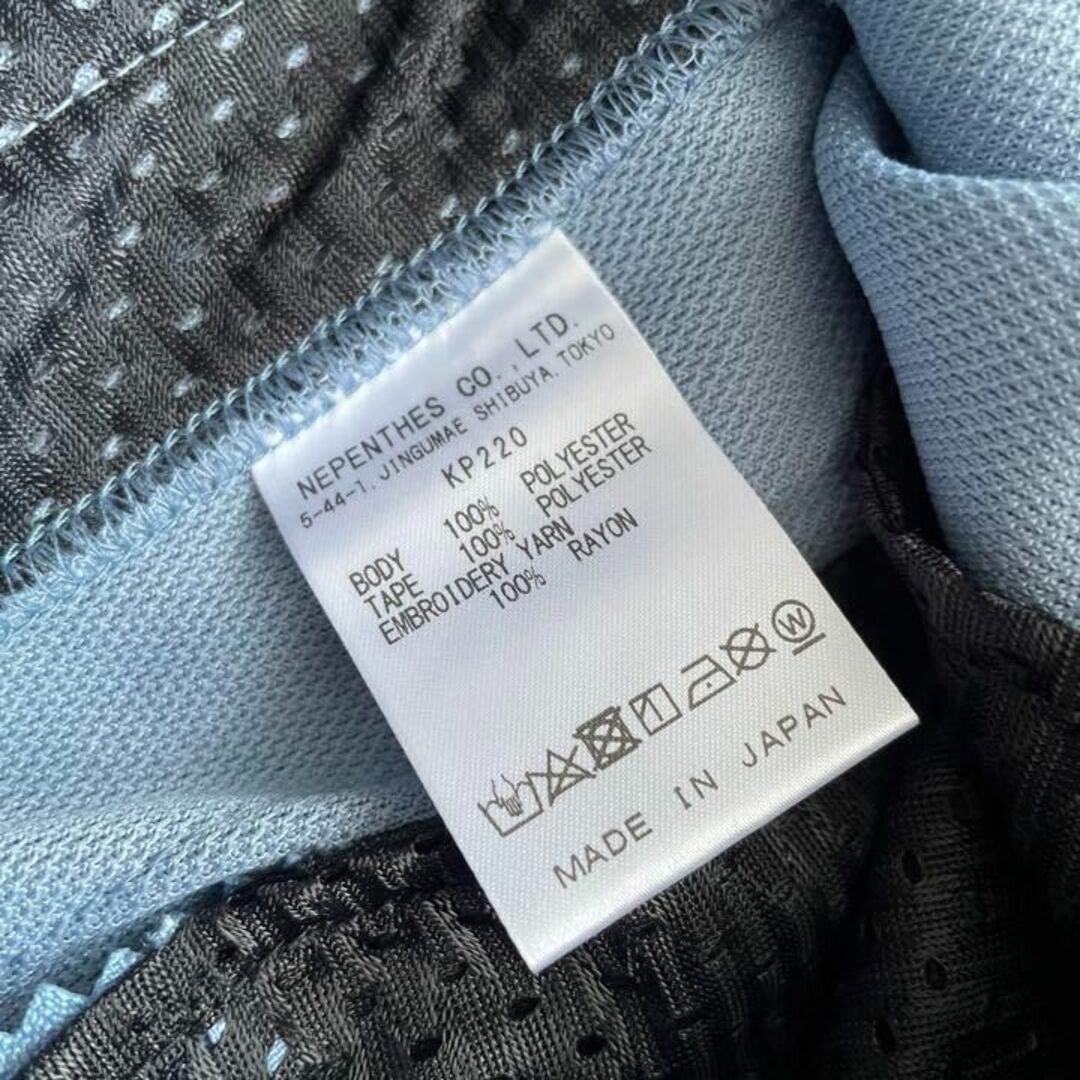 NEPENTHES CO.,LTD.
5-44-1.JINGUMAE SHIBUYA.TOKYO
KP220
BODY 100% POLYESTER
TAPE 100% POLYESTER
EMBROIDERY YARN
100% RAYON
W
MADE IN JAPAN